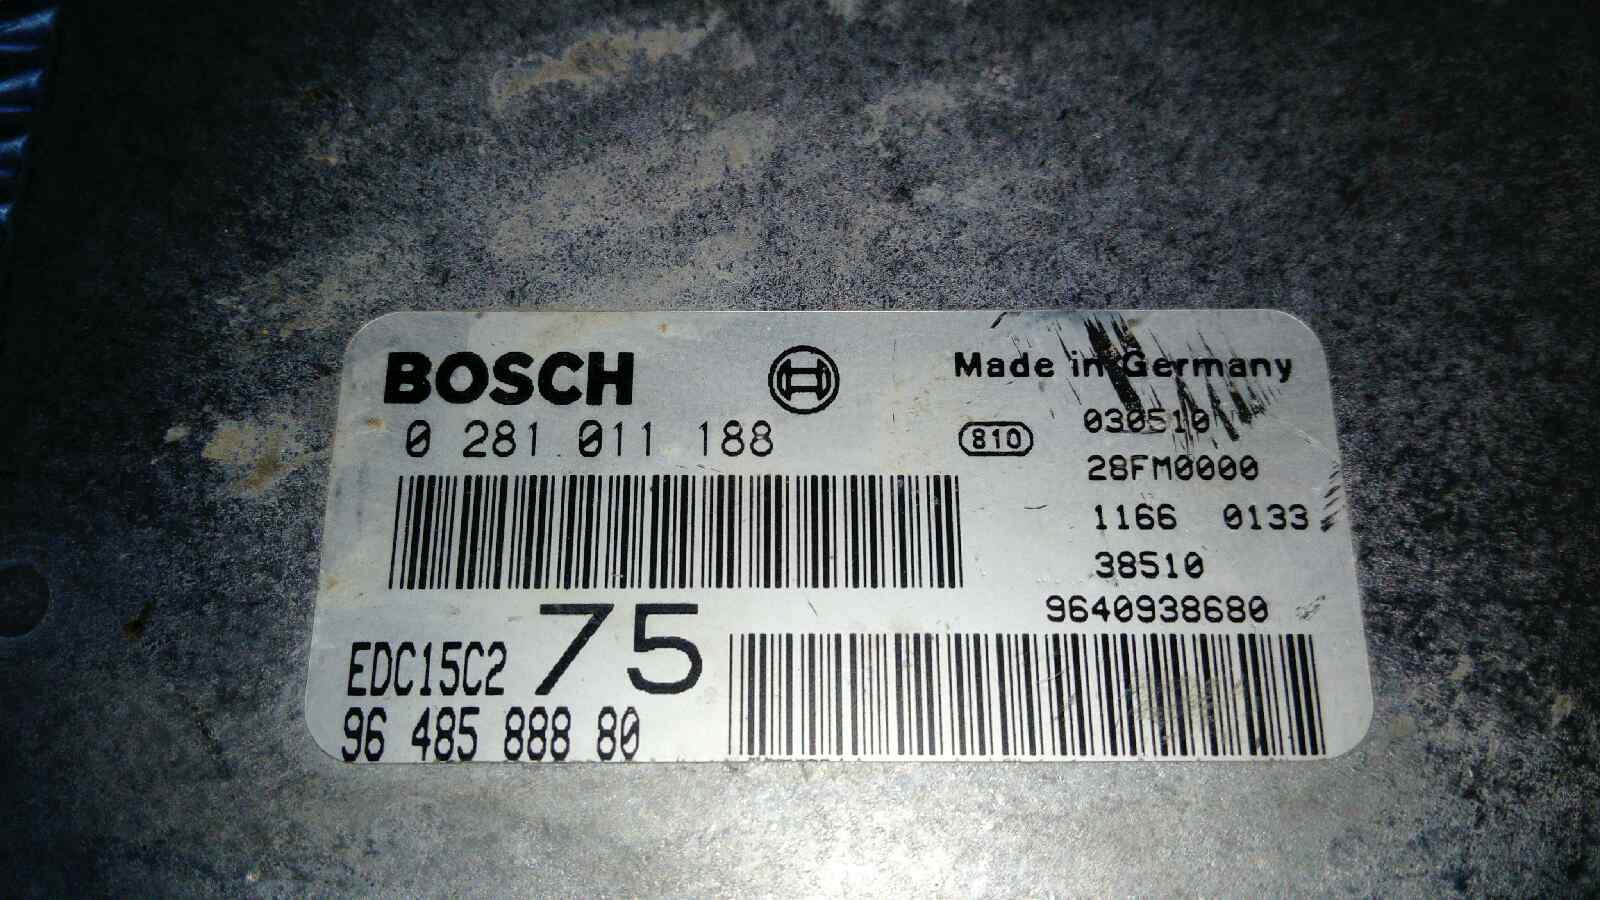 BOSCH
Made in Germany
0 281 011 188
810
030510
28FM0000
1166 0133
38510
9640938680
EDC15C2
75
96 485 888 80